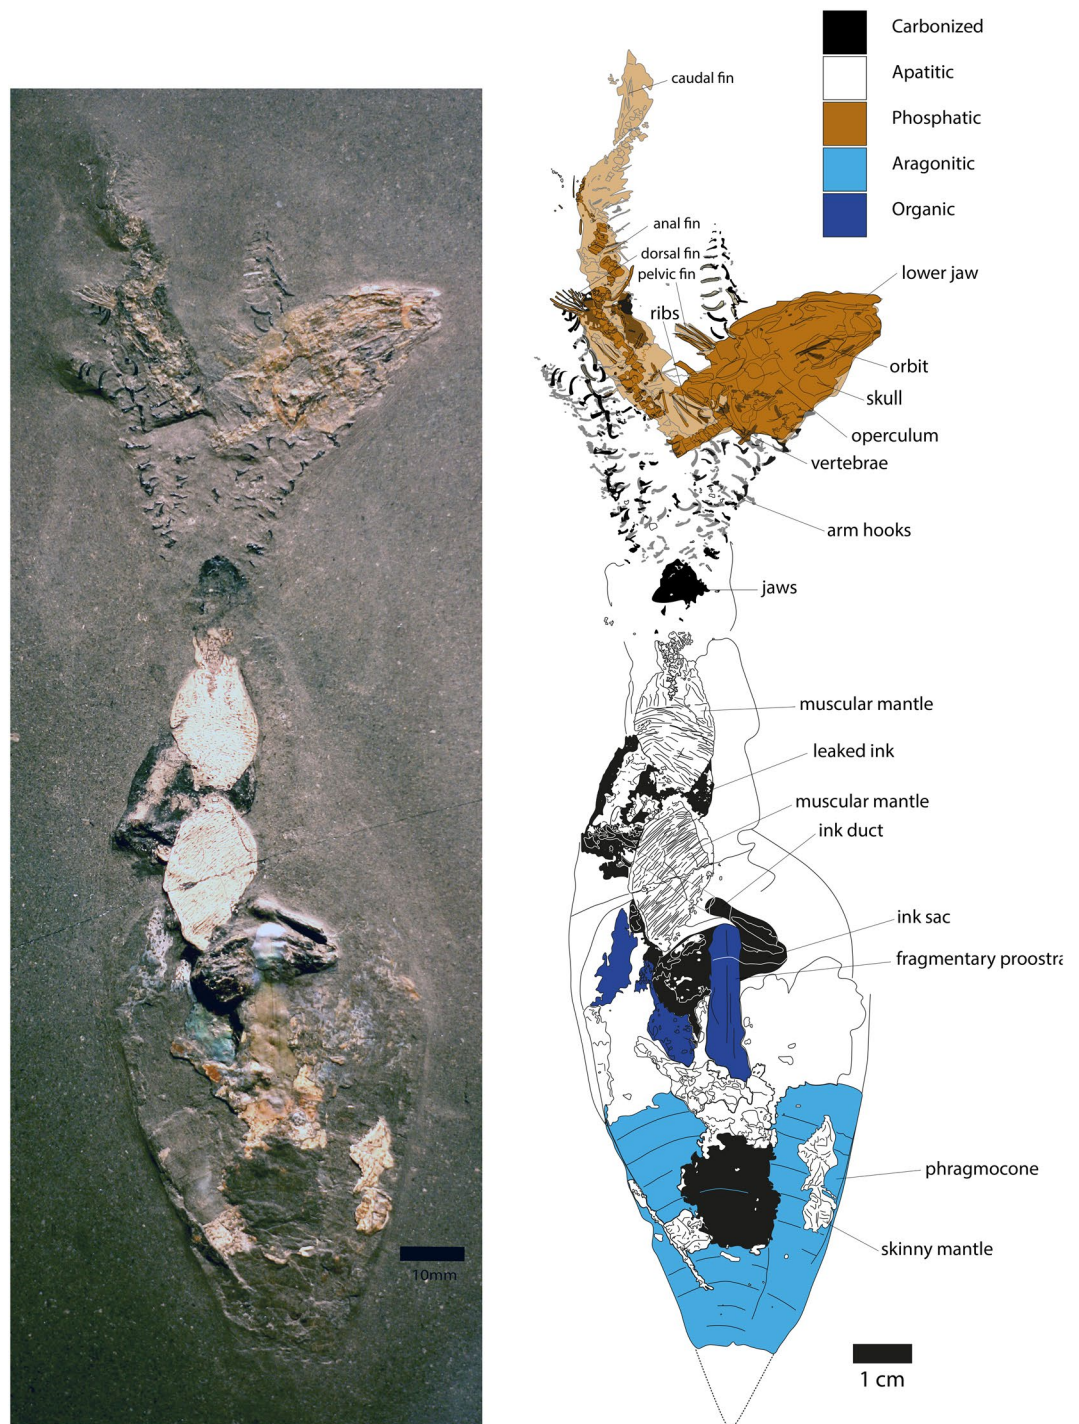 Carbonized
Apatitic
Phosphatic
Aragonitic
Organic
caudal fin
anal fin
dorsal fin
pelvic fin
ribs
lower jaw
orbit
skull
operculum
vertebrae
arm hooks
jaws
muscular mantle
leaked ink
muscular mantle
ink duct
ink sac
fragmentary proostra
phragmocone
skinny mantle
10mm
1 cm